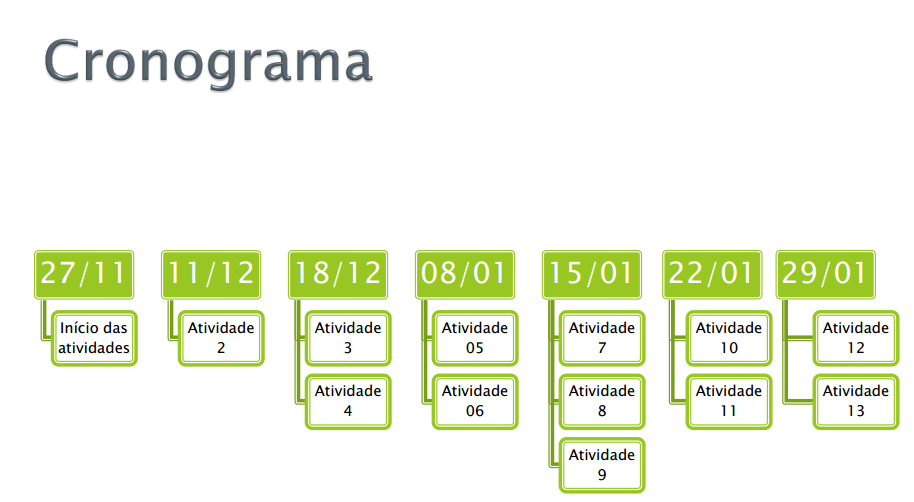 Cronograma
27/11
Início das
atividades
11/12
Atividade
2
18/12
Atividade
3
Atividade
4
08/01
Atividade
05
Atividade
06
15/01
Atividade
7
Atividade
8
Atividade
9
22/01
Atividade
10
Atividade
11
29/01
Atividade
12
Atividade
13